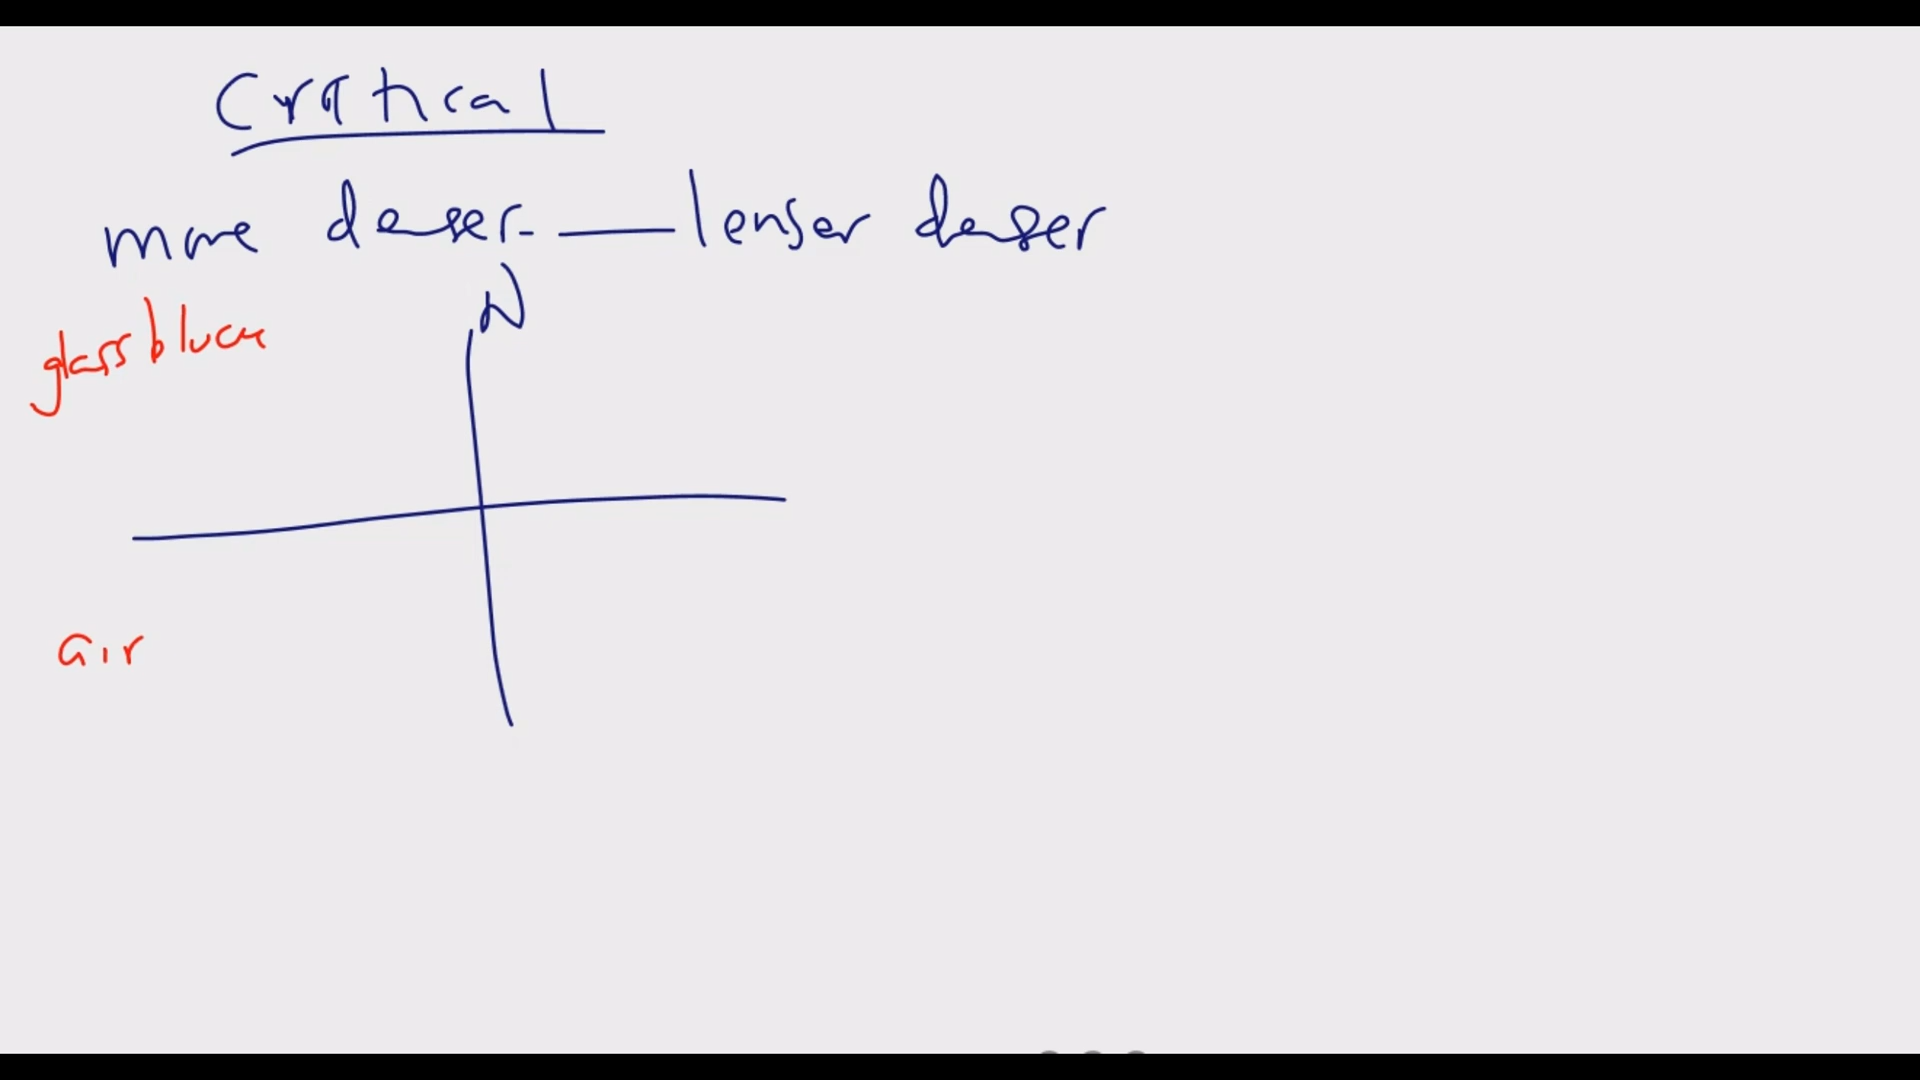 Critical
more denser - — lenser denser
N
glass block
air